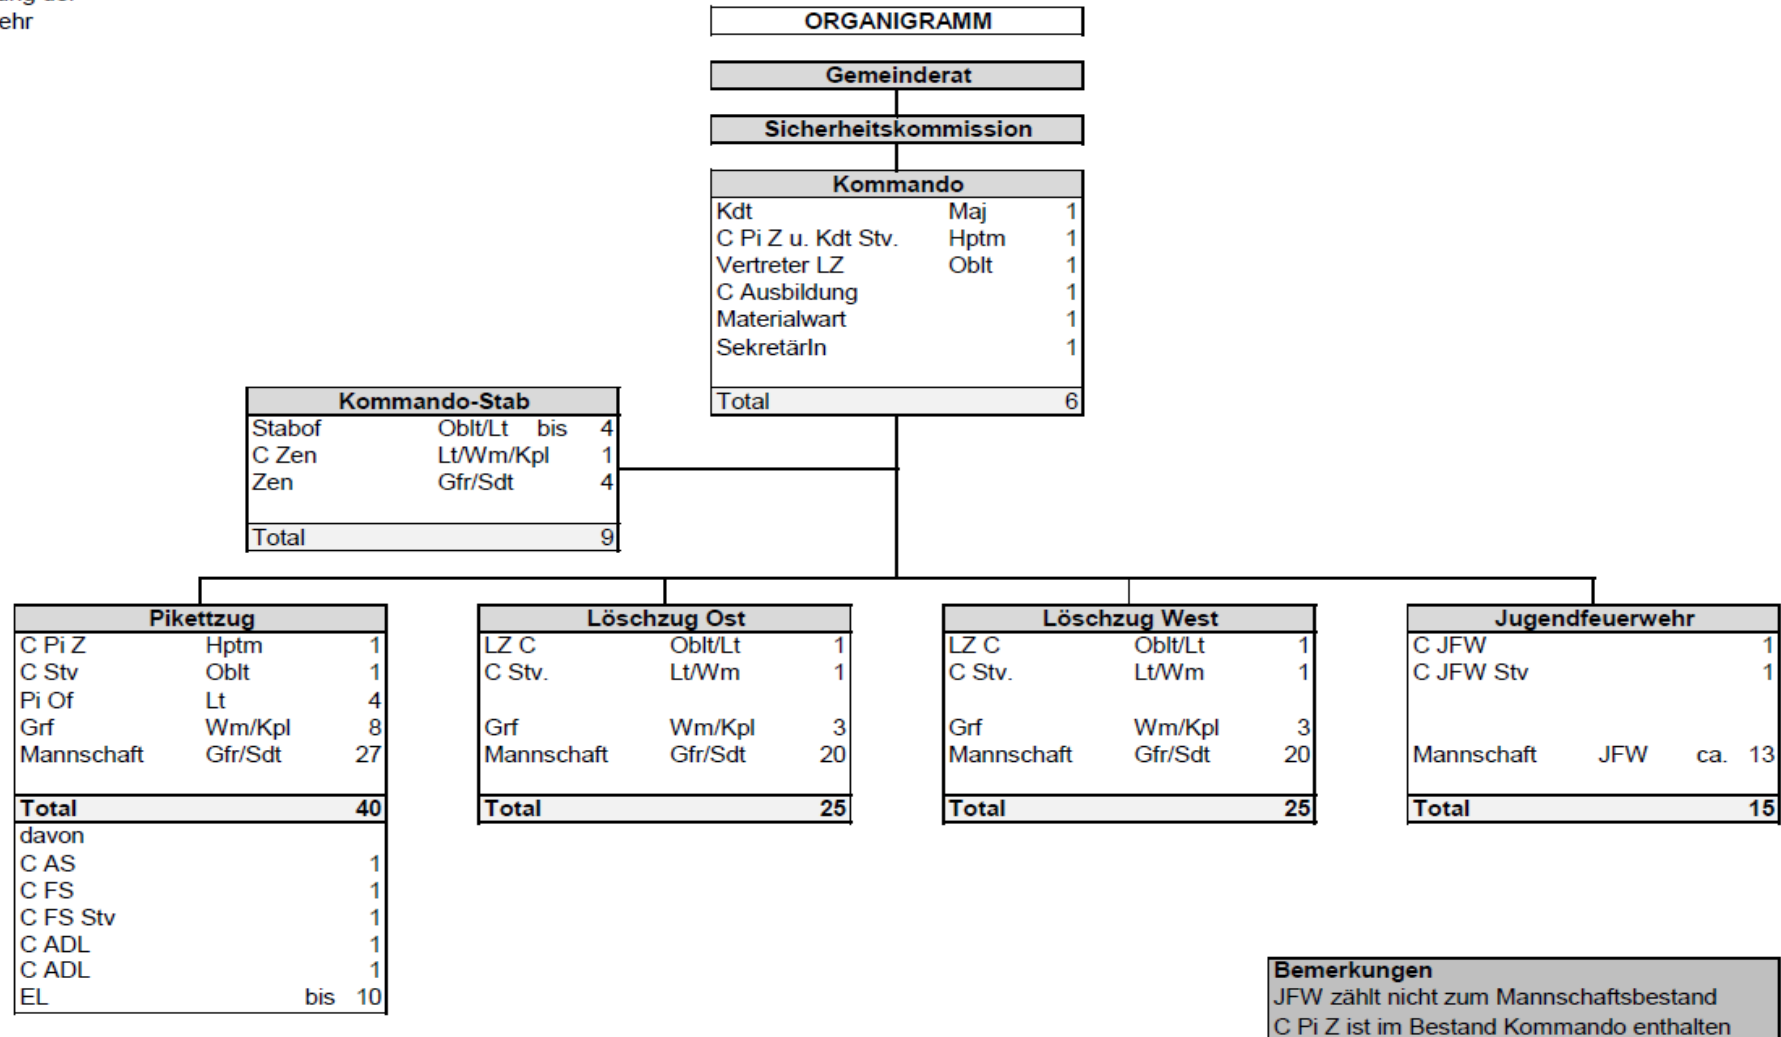 ehr
ORGANIGRAMM
Gemeinderat
Sicherheitskommission
Kommando
Kdt Maj 1
C Pi Z u. Kdt Stv. Hptm 1
Vertreter LZ Oblt 1
C Ausbildung 1
Materialwart 1
SekretärIn 1
Total 6
Kommando-Stab
Stabof Oblt/Lt bis 4
C Zen Lt/Wm/Kpl 1
Zen Gfr/Sdt 4
Total 9
Pikettzug
C Pi Z Hptm 1
C Stv Oblt 1
Pi Of Lt 4
Grf Wm/Kpl 8
Mannschaft Gfr/Sdt 27
Total 40
davon
C AS 1
C FS 1
C FS Stv 1
C ADL 1
C ADL 1
EL bis 10
Löschzug Ost
LZ C Oblt/Lt 1
C Stv. Lt/Wm 1
Grf Wm/Kpl 3
Mannschaft Gfr/Sdt 20
Total 25
Löschzug West
LZ C Oblt/Lt 1
C Stv. Lt/Wm 1
Grf Wm/Kpl 3
Mannschaft Gfr/Sdt 20
Total 25
Jugendfeuerwehr
C JFW 1
C JFW Stv 1
Mannschaft JFW ca. 13
Total 15
Bemerkungen
JFW zählt nicht zum Mannschaftsbestand
C Pi Z ist im Bestand Kommando enthalten